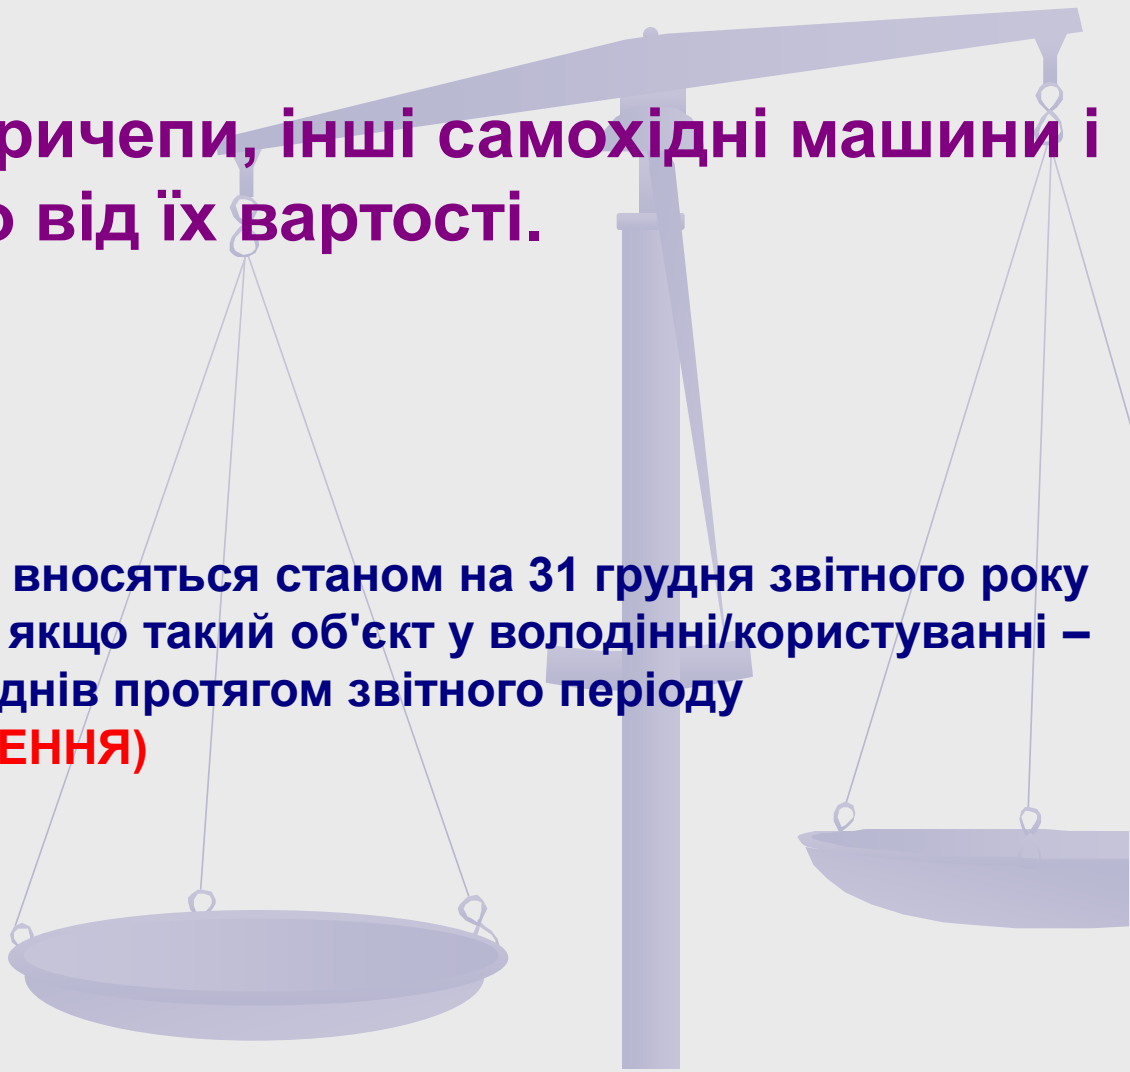 ричепи, інші самохідні машини і
о від їх вартості.
вносяться станом на 31 грудня звітного року
якщо такий об'єкт у володінні/користуванні –
днів протягом звітного періоду
ЕННЯ)